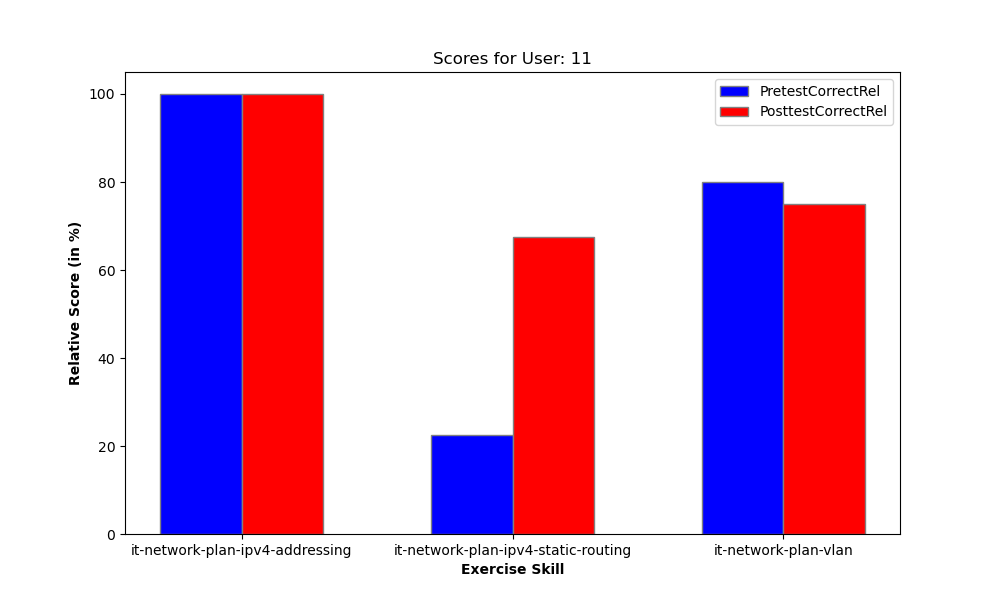 Scores for User: 11
PretestCorrectRel
PosttestCorrectRel
100
80
60
40
20
0
Relative Score (in %)
it-network-plan-ipv4-addressing it-network-plan-ipv4-static-routing it-network-plan-vlan
Exercise Skill